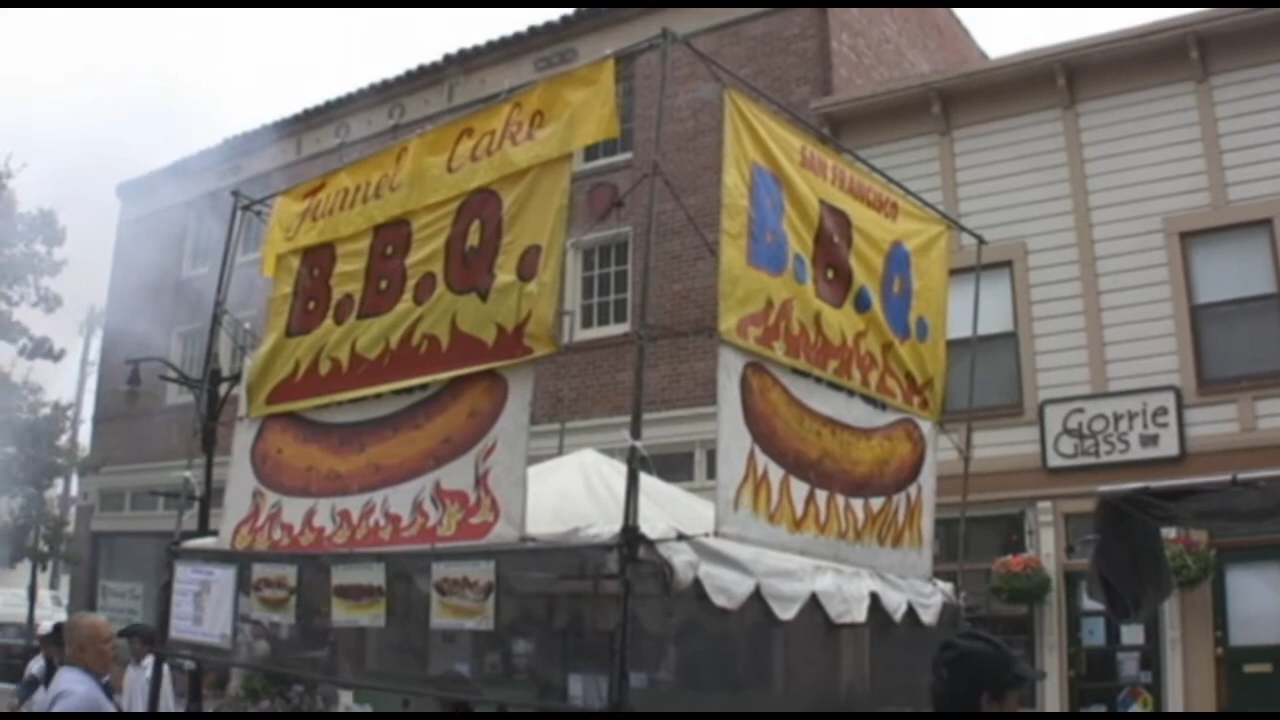 Funnel Cake
B.B.Q.
SAN FRANCISCO
B.B.Q.
Gorrie
Glass